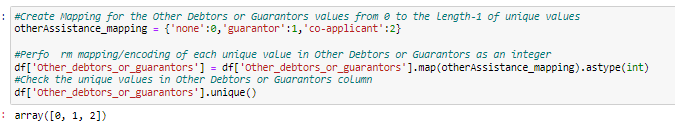 : #Create Mapping for the Other Debtors or Guarantors values from 0 to the Length-1 of unique values
otherAssistance_mapping = {'none':0,'guarantor':1,'co-applicant':2}
#Perfo  rm mapping/encoding of each unique value in Other Debtors or Guarantors as an integer
df['Other_debtors_or_guarantors'] = df['Other_debtors_or_guarantors'].map(otherAssistance_mapping).astype(int)
#Check the unique values in Other Debtors or Guarantors column
df['Other_debtors_or_guarantors'].unique()
: array([0, 1, 2])